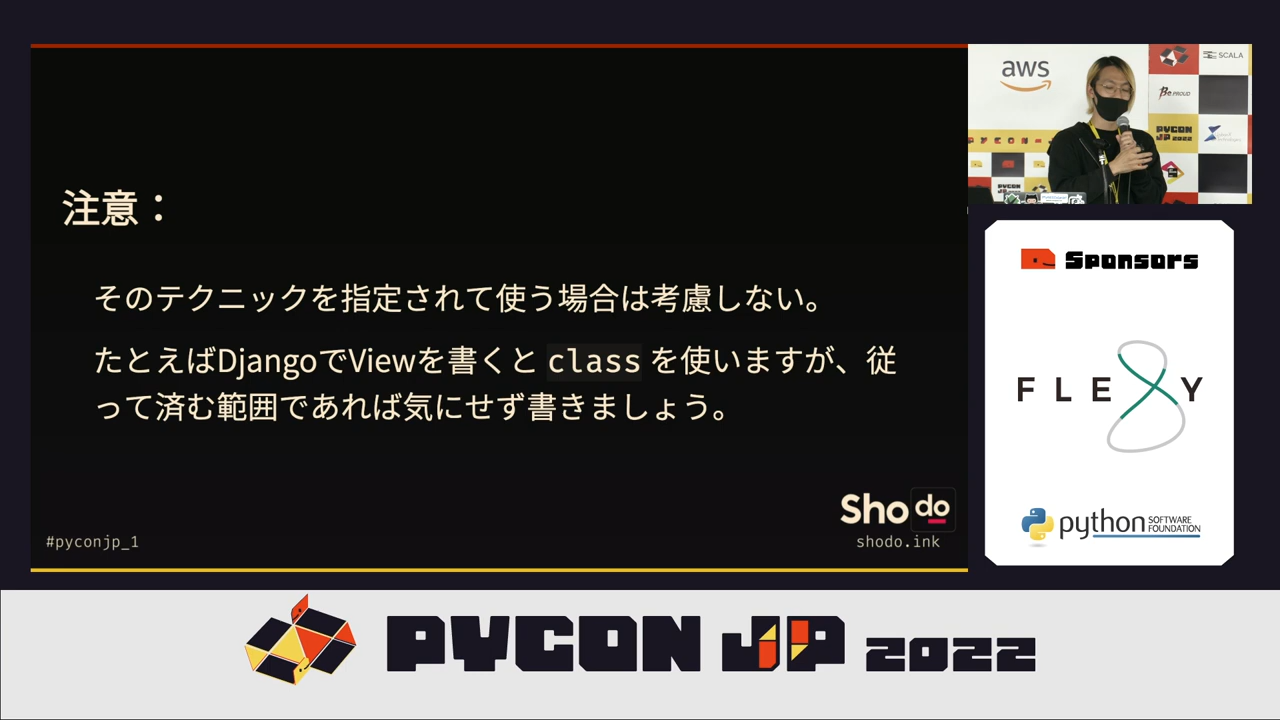 注意：
そのテクニックを指定されて使う場合は考慮しない。
たとえばDjangoでViewを書くと class を使いますが、従
って済む範囲であれば気にせず書きましょう。
Shodo
#pyconjp_1
shodo.ink
aws
SCALA
Be PROUD
PYCON JP 2022
PYCON
Sponsors
FLEXY
python SOFTWARE FOUNDATION
PYCON JP 2022